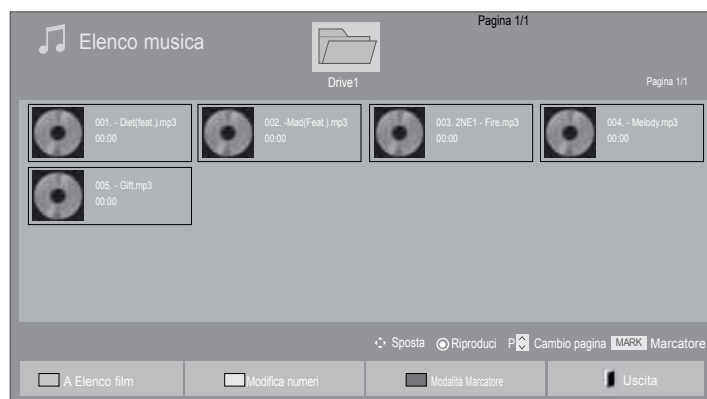 Pagina 1/1
Elenco musica
Drive1
Pagina 1/1
001. - Diet(feat.).mp3
00:00
002. -Mad(Feat.).mp3
00:00
003. 2NE1 - Fire.mp3
00:00
004. - Melody.mp3
00:00
005. - Gift.mp3
00:00
Sposta Riproduci P Cambio pagina MARK Marcatore
A Elenco film Modifica numeri Modalità Marcatore Uscita